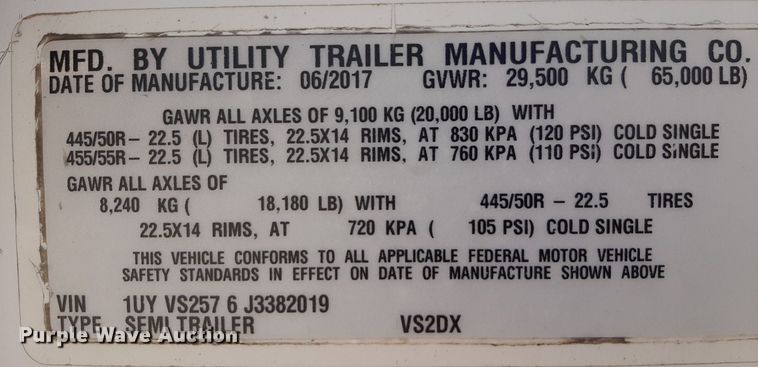 MFD. BY UTILITY TRAILER MANUFACTURING CO.
DATE OF MANUFACTURE: 06/2017 GVWR: 29,500 KG ( 65,000 LB)
GAWR ALL AXLES OF 9,100 KG (20,000 LB) WITH
445/50R- 22.5 (L) TIRES, 22.5X14 RIMS, AT 830 KPA (120 PSI) COLD SINGLE
455/55R- 22.5 (L) TIRES, 22.5X14 RIMS, AT 760 KPA (110 PSI) COLD SINGLE
GAWR ALL AXLES OF
8,240 KG ( 18,180 LB) WITH 445/50R - 22.5 TIRES
22.5X14 RIMS, AT 720 KPA ( 105 PSI) COLD SINGLE
THIS VEHICLE CONFORMS TO ALL APPLICABLE FEDERAL MOTOR VEHICLE
SAFETY STANDARDS IN EFFECT ON DATE OF MANUFACTURE SHOWN ABOVE
VIN 1UY VS257 6 J3382019
TYPE SEMI TRAILER VS2DX
Purple Wave Auction